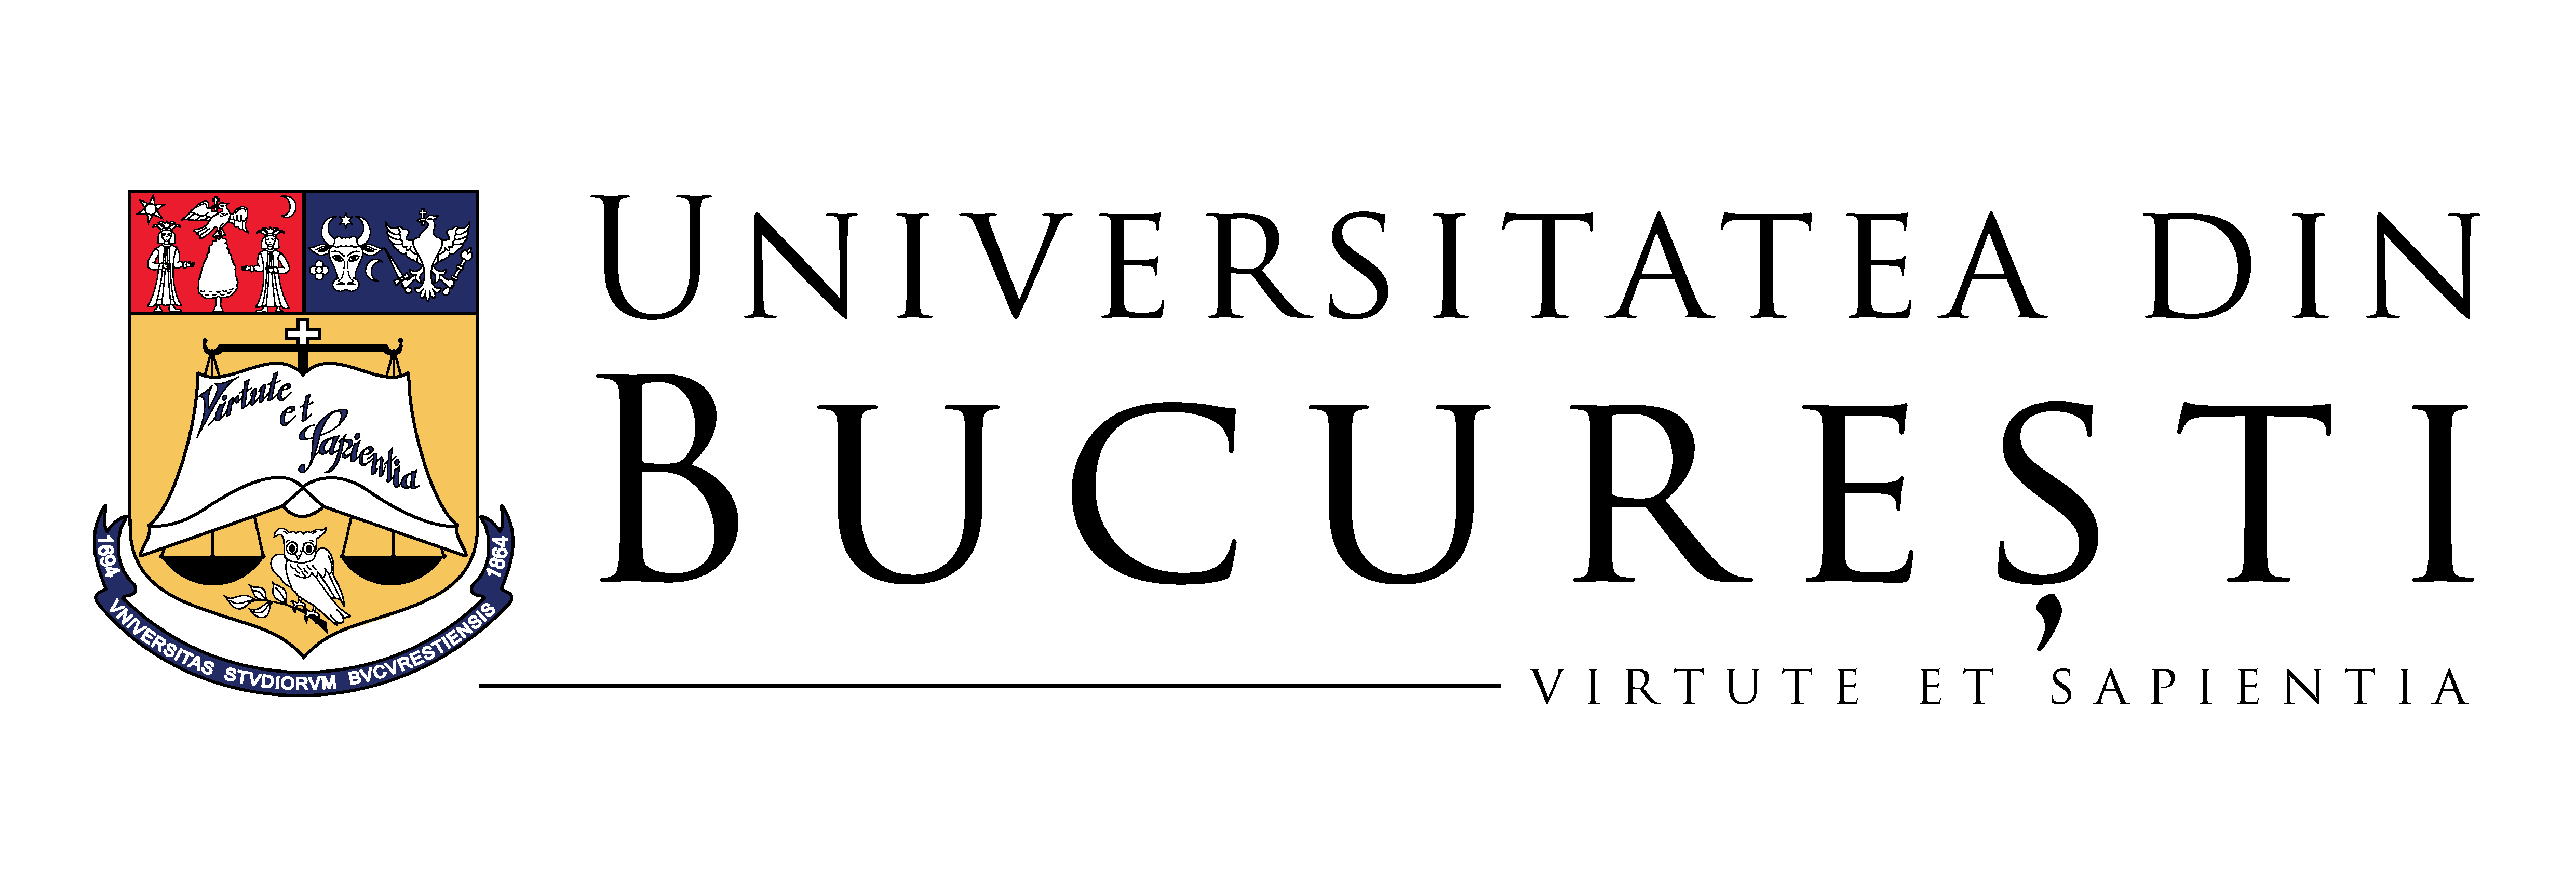 Virtute
et
Sapientia
1694
VNIVERSITAS STVDIORVM BVCVRESTIENSIS
1864
UNIVERSITATEA DIN
BUCUREȘTI
VIRTUTE ET SAPIENTIA